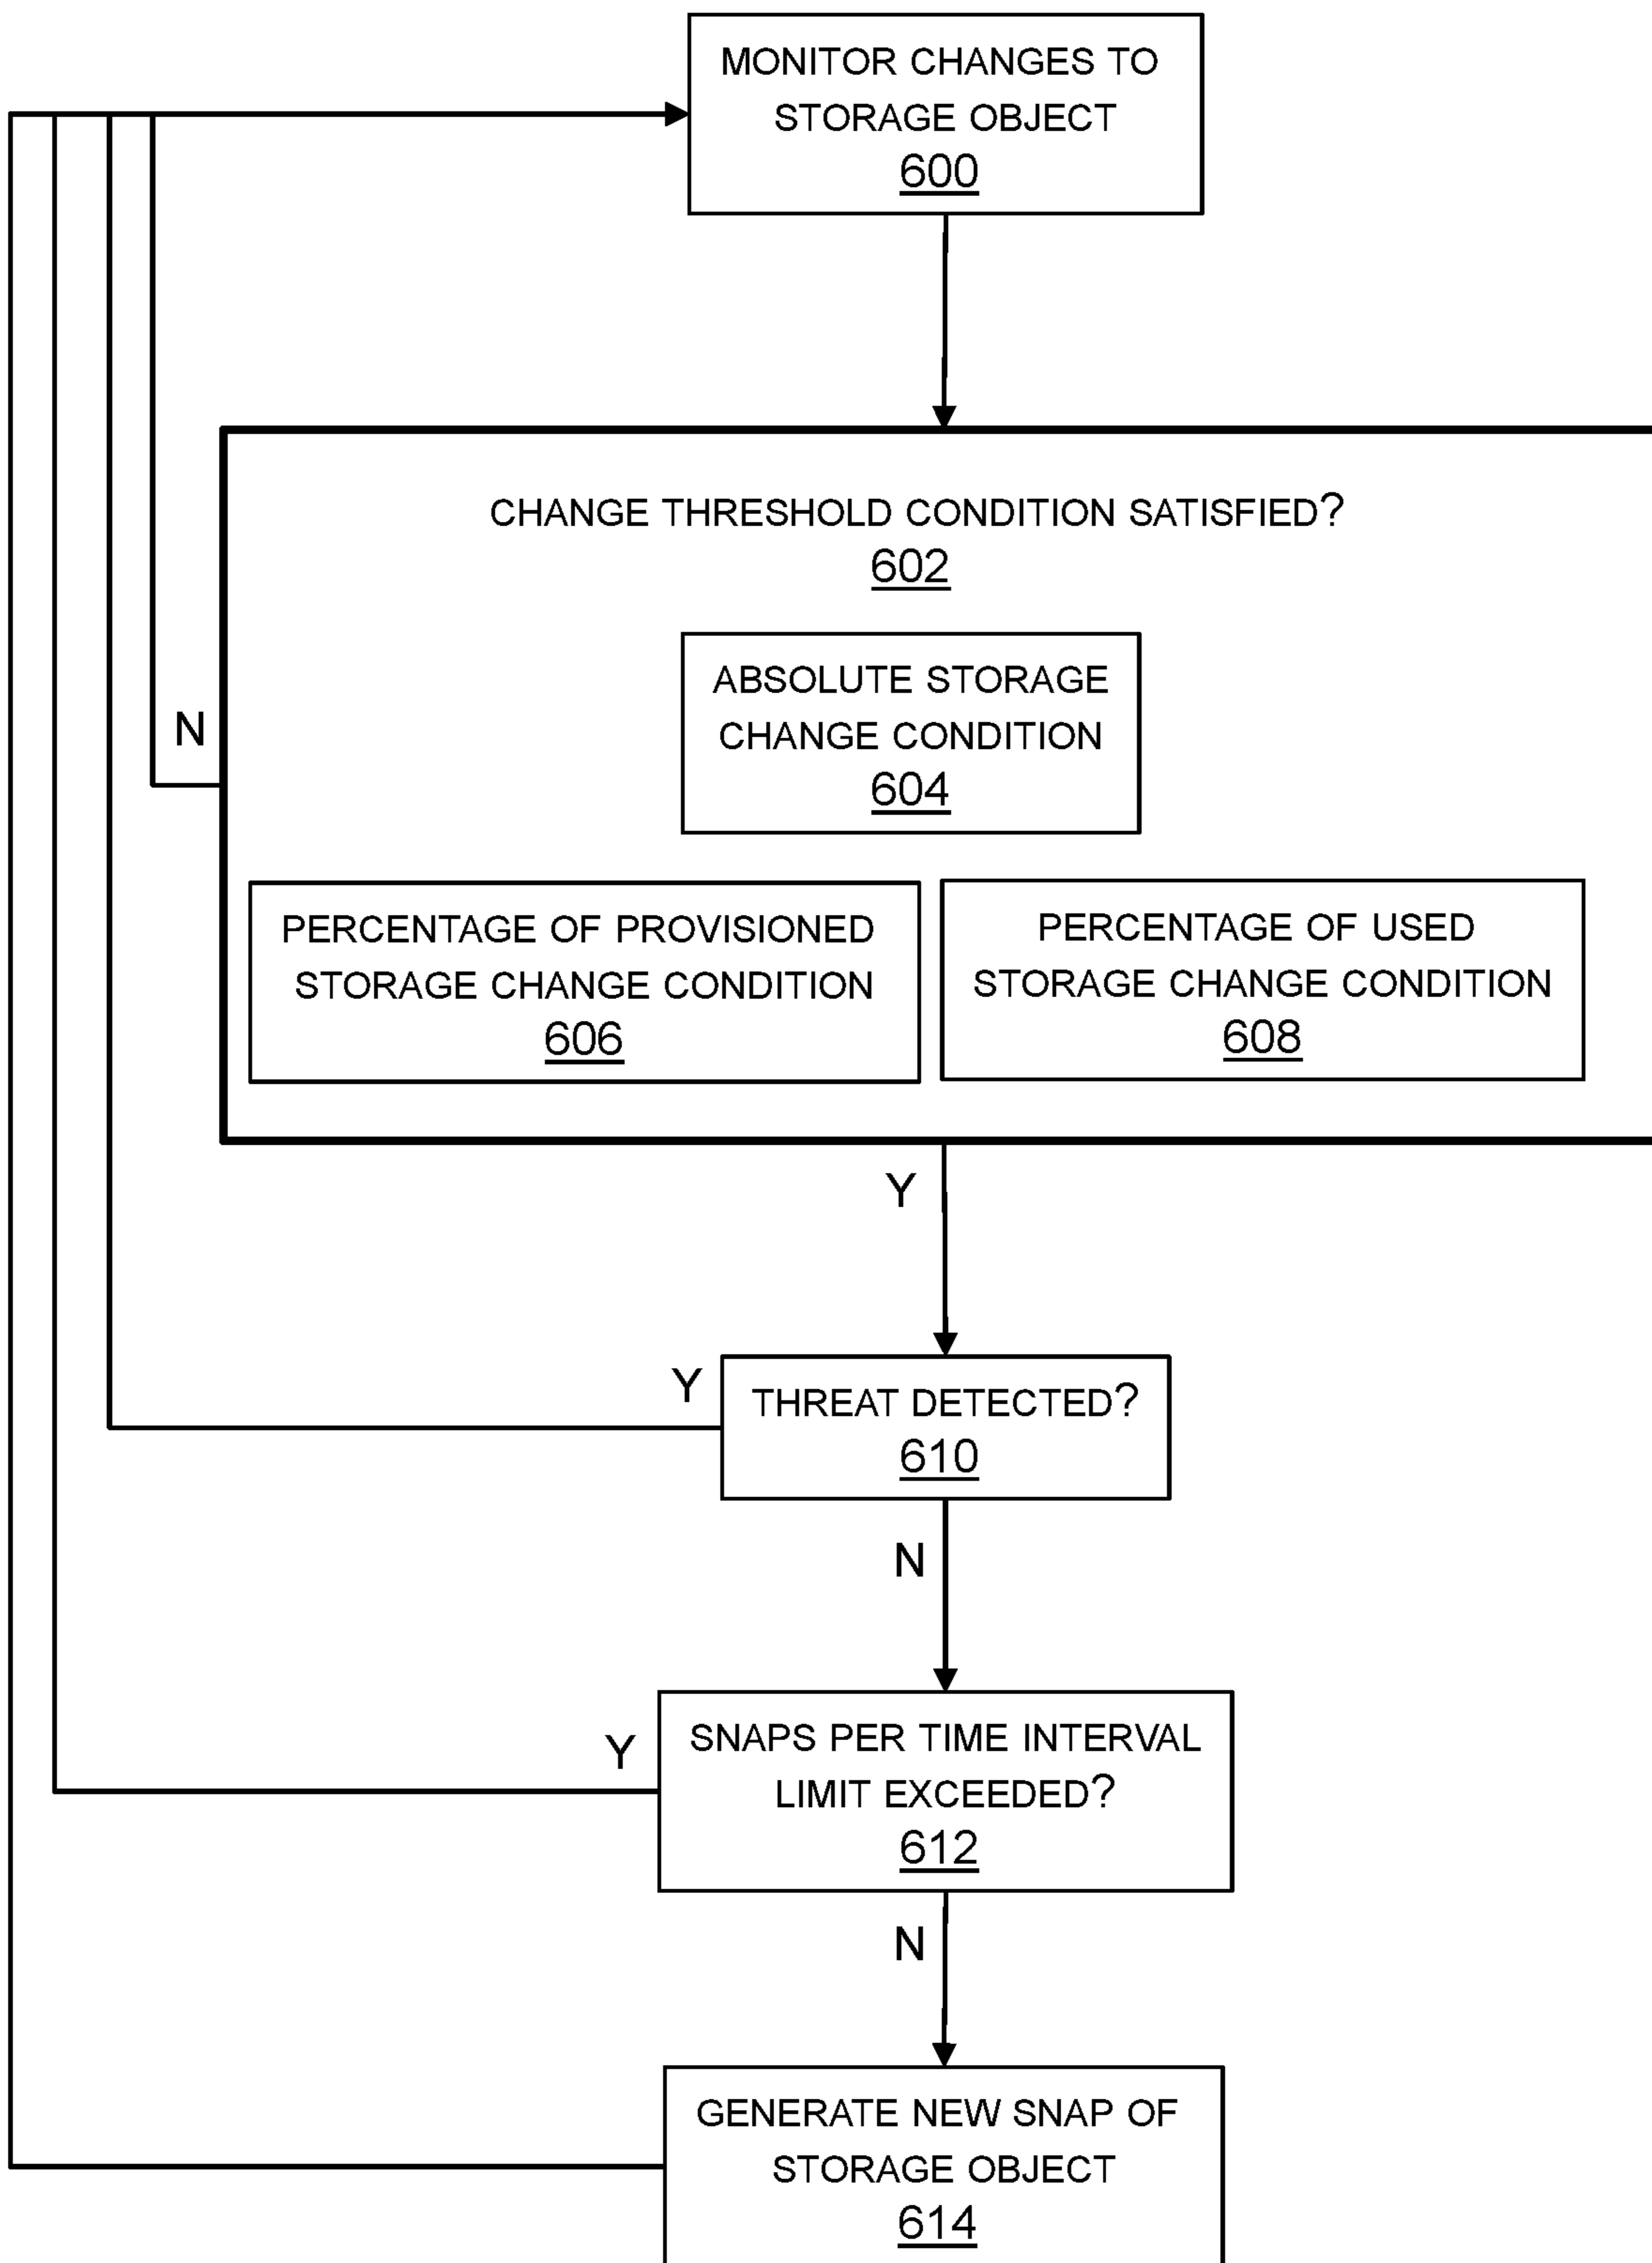 MONITOR CHANGES TO
STORAGE OBJECT
600
CHANGE THRESHOLD CONDITION SATISFIED?
602
ABSOLUTE STORAGE
CHANGE CONDITION
604
N
PERCENTAGE OF PROVISIONED
STORAGE CHANGE CONDITION
606
PERCENTAGE OF USED
STORAGE CHANGE CONDITION
608
Y
Y
THREAT DETECTED?
610
N
Y
SNAPS PER TIME INTERVAL
LIMIT EXCEEDED?
612
N
GENERATE NEW SNAP OF
STORAGE OBJECT
614